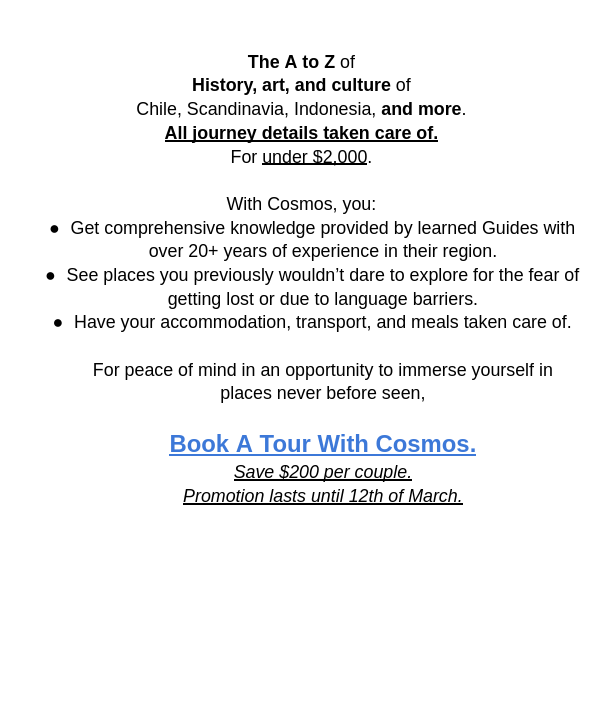 The A to Z of
History, art, and culture of
Chile, Scandinavia, Indonesia, and more.
All journey details taken care of.
For under $2,000.
With Cosmos, you:
● Get comprehensive knowledge provided by learned Guides with
over 20+ years of experience in their region.
● See places you previously wouldn’t dare to explore for the fear of
getting lost or due to language barriers.
● Have your accommodation, transport, and meals taken care of.
For peace of mind in an opportunity to immerse yourself in
places never before seen,
Book A Tour With Cosmos.
Save $200 per couple.
Promotion lasts until 12th of March.